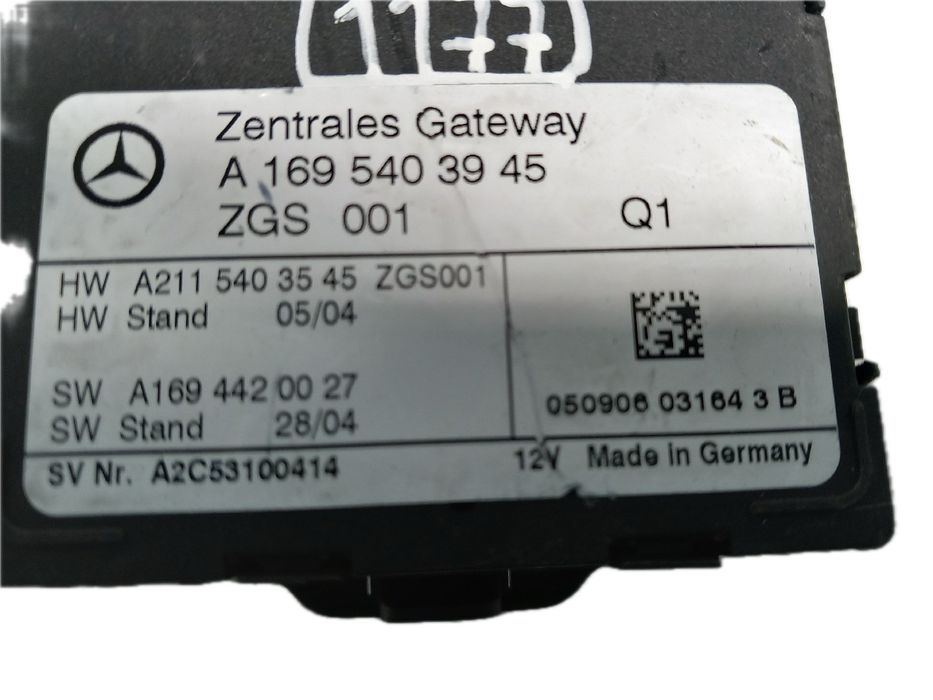 (1177)
Zentrales Gateway
A 169 540 39 45
ZGS 001 Q1
HW A211 540 35 45 ZGS001
HW Stand 05/04
SW A169 442 00 27
SW Stand 28/04
050906 03164 3 B
SV Nr. A2C53100414 12V Made in Germany